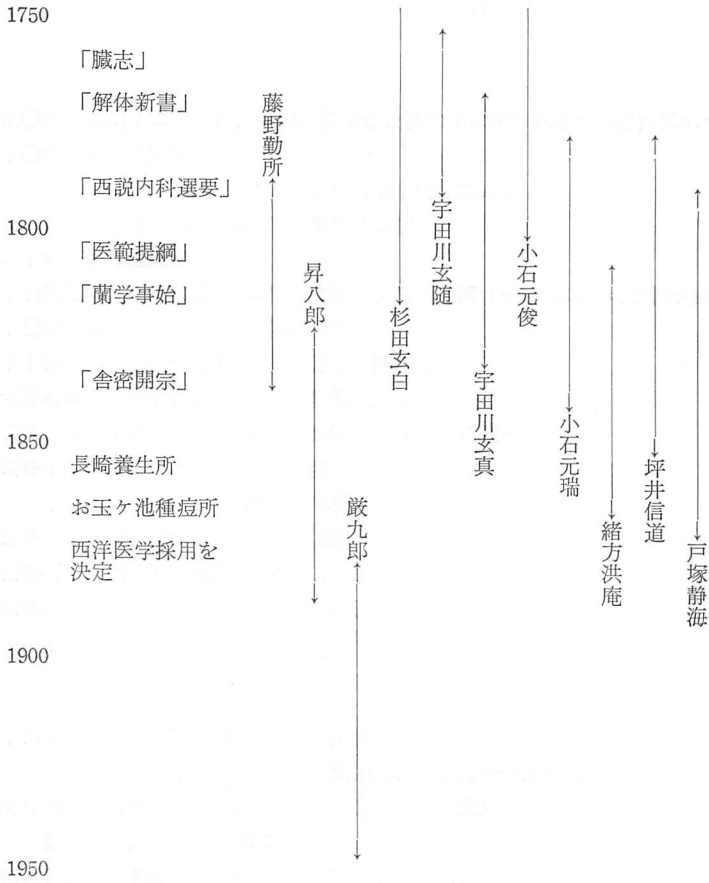 1750
「臓志」
「解体新書」
「西説内科選要」
1800
「医範提綱」
「蘭学事始」
「舎密開宗」
1850
長崎養生所
お玉ケ池種痘所
西洋医学採用を
決定
1900
1950
藤野勤所
昇八郎
厳九郎
杉田玄白
宇田川玄随
宇田川玄真
小石元俊
小石元瑞
緒方洪庵
坪井信道
戸塚静海